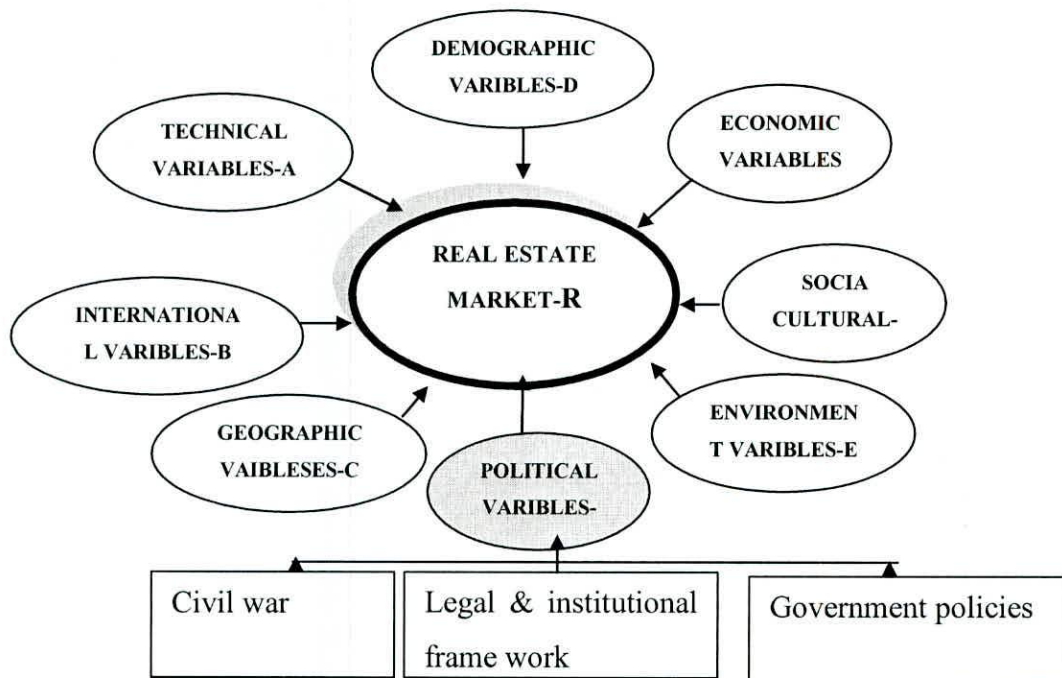 DEMOGRAPHIC
VARIBLES-D
TECHNICAL
VARIABLES-A
ECONOMIC
VARIABLES
REAL ESTATE
MARKET-R
SOCIA
CULTURAL-
INTERNATIONA
L VARIBLES-B
ENVIRONMEN
T VARIBLES-E
GEOGRAPHIC
VAIBLESES-C
POLITICAL
VARIBLES-
Civil war
Legal & institutional
frame work
Government policies